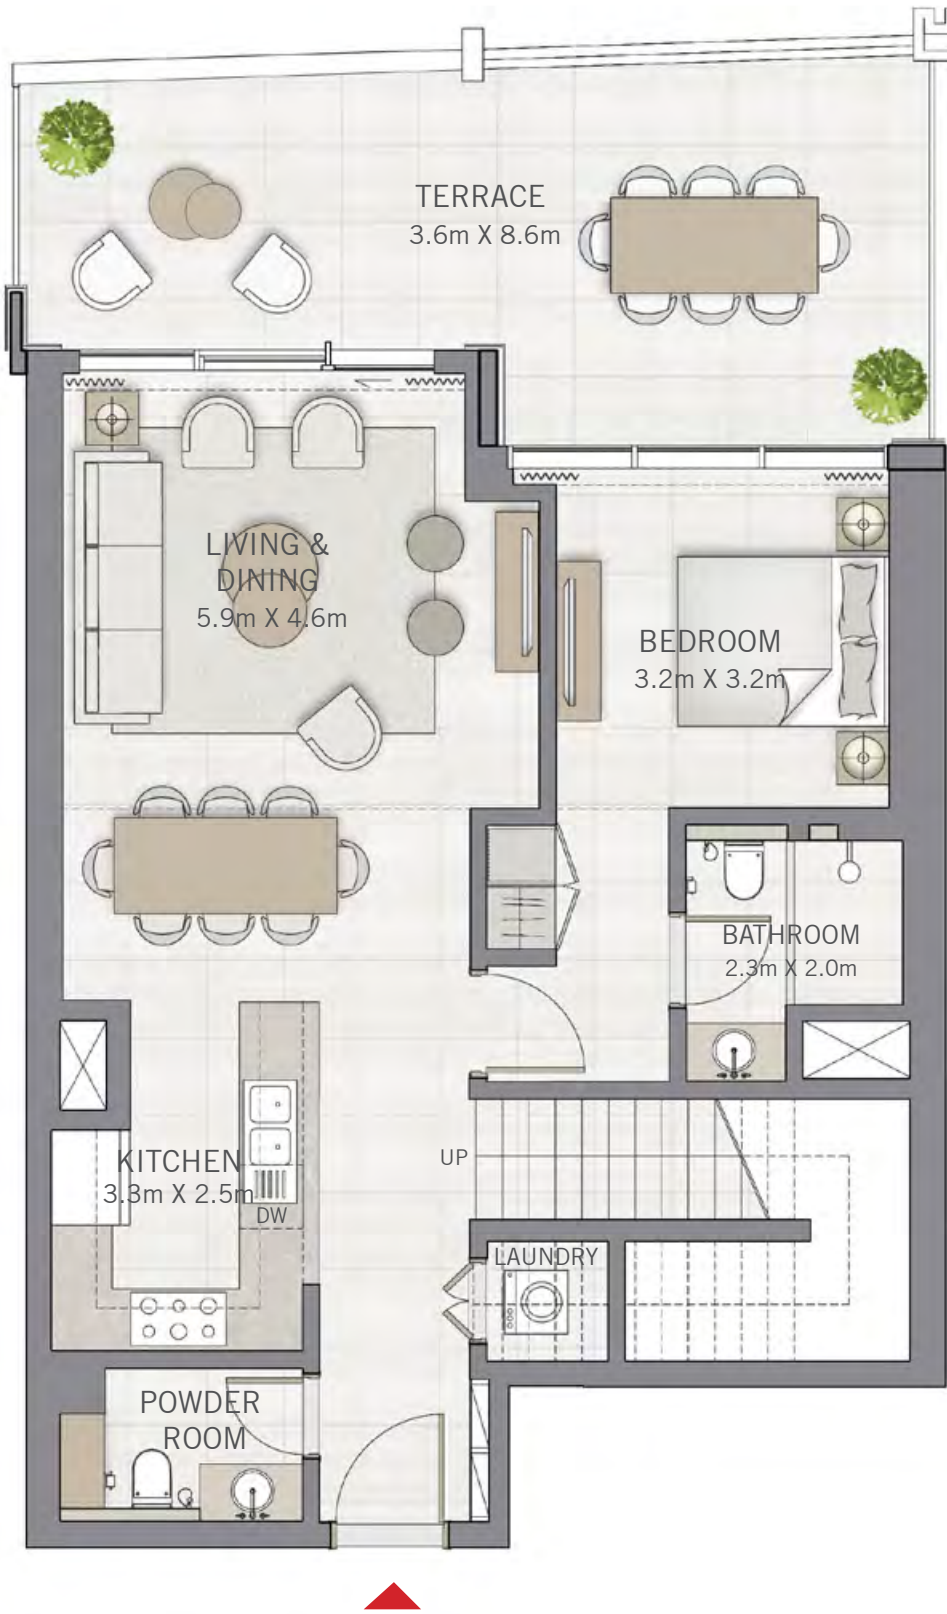 TERRACE
3.6m X 8.6m
LIVING &
DINING
5.9m X 4.6m
BEDROOM
3.2m X 3.2m
BATHROOM
2.3m X 2.0m
KITCHEN
3.3m X 2.5m
DW
UP
LAUNDRY
POWDER
ROOM